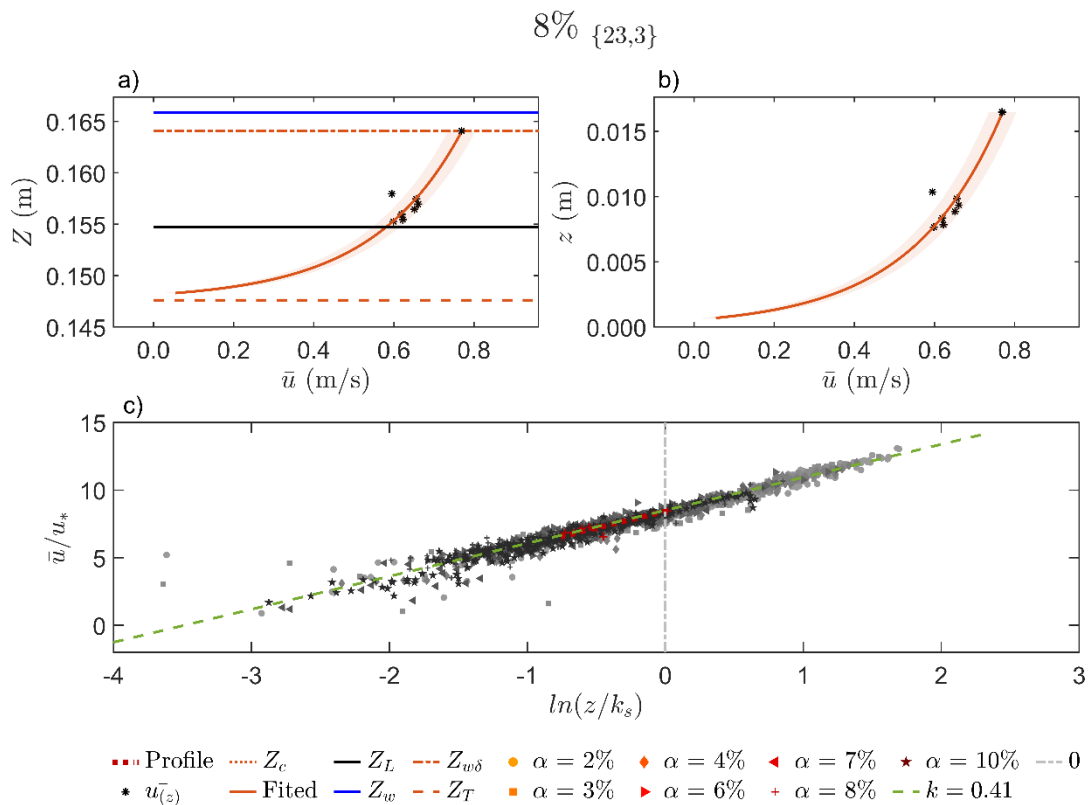 8% {23,3}
a)
Z (m)
0.165
0.160
0.155
0.150
0.145
0.0 0.2 0.4 0.6 0.8
ū (m/s)
b)
z (m)
0.015
0.010
0.005
0.000
0.0 0.2 0.4 0.6 0.8
ū (m/s)
c)
ū/u*
15
10
5
0
-4 -3 -2 -1 0 1 2 3
ln(z/ks)
Profile Zc ZL Zwδ α = 2% α = 4% α = 7% α = 10% 0
ū(z) Fited Zw ZT α = 3% α = 6% α = 8% k = 0.41